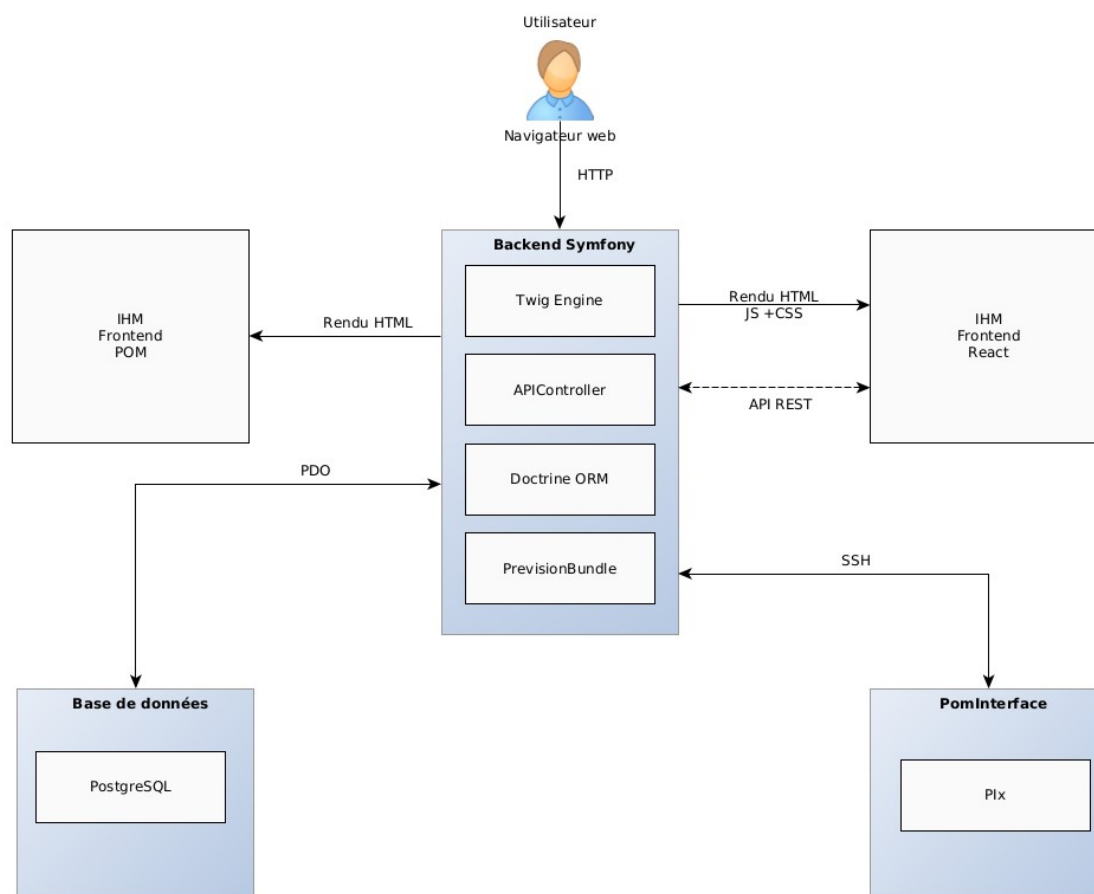 Utilisateur
Navigateur web
HTTP
Backend Symfony
Twig Engine
APIController
Doctrine ORM
PrevisionBundle
IHM
Frontend
POM
Rendu HTML
Rendu HTML
JS +CSS
API REST
IHM
Frontend
React
PDO
SSH
Base de données
PostgreSQL
PomInterface
PIx